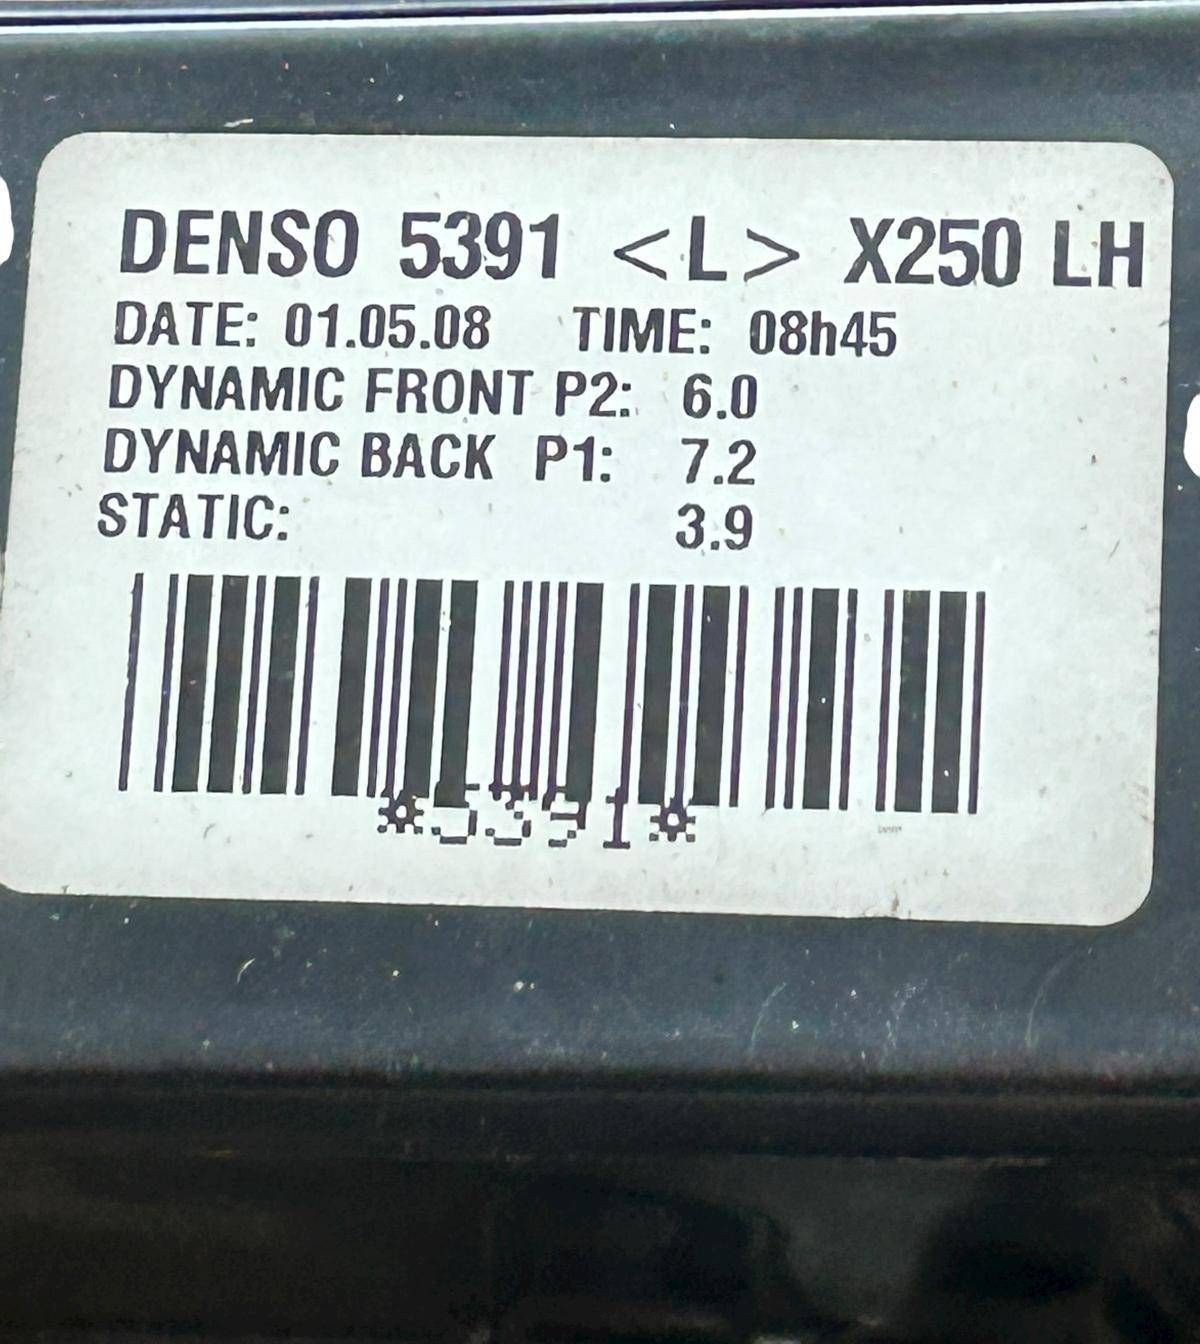 DENSO 5391 <L> X250 LH
DATE: 01.05.08 TIME: 08h45
DYNAMIC FRONT P2: 6.0
DYNAMIC BACK P1: 7.2
STATIC: 3.9
*5391*